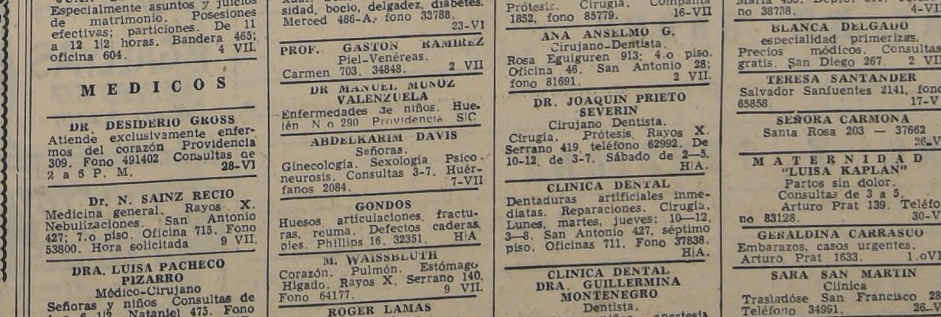 Especialmente asuntos y juicios
de matrimonio. Posesiones
efectivas; particiones. De 11
a 12 1|2 horas. Bandera 465;
oficina 604. 4 VII.
MEDICOS
DR. DESIDERIO GROSS
Atiende exclusivamente enfer-
mos del corazón Providencia
309. Fono 491402. Consultas de
2 a 6 P. M. 28-VI
Dr. N. SAINZ RECIO
Medicina general. Rayos X.
Nebulizaciones. San Antonio
427; 7.o piso. Oficina 715. Fono
53800. Hora solicitada 9 VII.
DRA. LUISA PACHECO
PIZARRO
Médico-Cirujano
Señoras y niños Consultas de
Nataniel 475. Fono
sidad, bocio, delgadez, diabetes.
Merced 486-A. fono 33788.
23-VI
PROF. GASTON RAMIREZ
Piel-Venéreas.
Carmen 703. 34848. 2 VII
DR MANUEL MUÑOZ
VALENZUELA
Enfermedades de niños. Hue-
lén N o 290 Providencia S|C
ABDELKARIM DAVIS
Señoras.
Ginecología. Sexología Psico-
neurosis. Consultas 3-7. Huér-
fanos 2084. 7-VII
GONDOS
Huesos articulaciones, fractu-
ras, reuma. Defectos caderas,
pies. Phillips 16. 32351. H|A
M. WAISSBLUTH
Corazón. Pulmón. Estómago
Hígado. Rayos X. Serrano 140.
Fono 64177. 9 VII.
ROGER LAMAS
Prótesis. Cirugía. Compañía
1852, fono 85779. 16-VII
ANA ANSELMO G.
Cirujano-Dentista.
Rosa Eguiguren 913; 4.o piso.
Oficina 46. San Antonio 28;
fono 81691. 2 VII.
DR. JOAQUIN PRIETO
SEVERIN
Cirujano Dentista.
Cirugía. Prótesis, Rayos X.
Serrano 419, teléfono 62992. De
10-12, de 3-7. Sábado de 2—5.
H|A.
CLINICA DENTAL
Dentaduras artificiales inme-
diatas. Reparaciones. Cirugía.
Lunes, martes, jueves: 10—12,
3—8. San Antonio 427, séptimo
piso. Oficinas 711. Fono 37838.
H|A.
CLINICA DENTAL
DRA. GUILLERMINA
MONTENEGRO
Dentista.
no 38738. 4-VI
BLANCA DELGADO
especialidad primerizas.
Precios módicos. Consultas
gratis. San Diego 267. 2 VII
TERESA SANTANDER
Salvador Sanfuentes 2141, fono
65858. 17-V
SEÑORA CARMONA
Santa Rosa 203 — 37662
26-V
MATERNIDAD
"LUISA KAPLAN"
Partos sin dolor.
Consultas de 3 a 5.
Arturo Prat 139. Teléfo
no 83128. 30-V
GERALDINA CARRASCO
Embarazos, casos urgentes.
Arturo Prat 1633. 1.oVI
SARA SAN MARTIN
Clínica
Trasladóse San Francisco 28
Teléfono 34991. 26-V